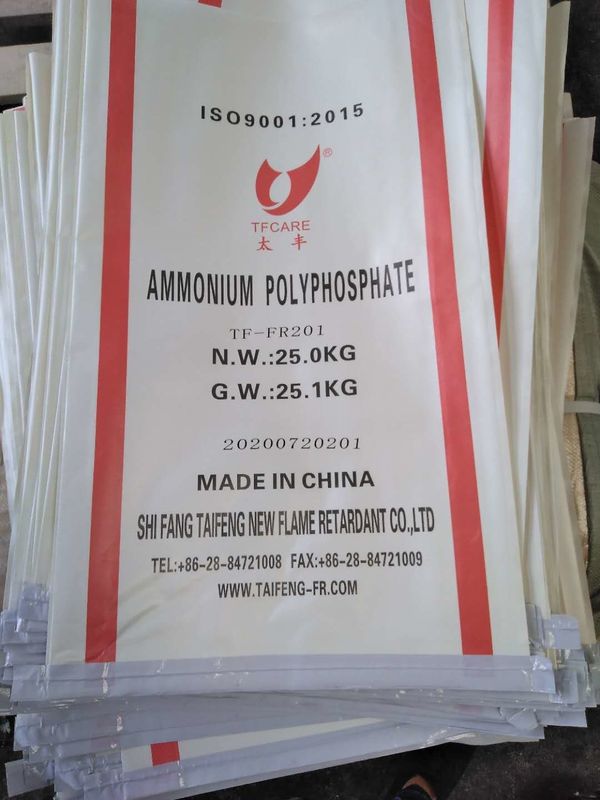 ISO9001:2015
®
TFCARE
太丰
AMMONIUM POLYPHOSPHATE
TF-FR201
N.W.:25.0KG
G.W.:25.1KG
20200720201
MADE IN CHINA
SHI FANG TAIFENG NEW FLAME RETARDANT CO.,LTD
TEL:+86-28-84721008 FAX:+86-28-84721009
WWW.TAIFENG-FR.COM